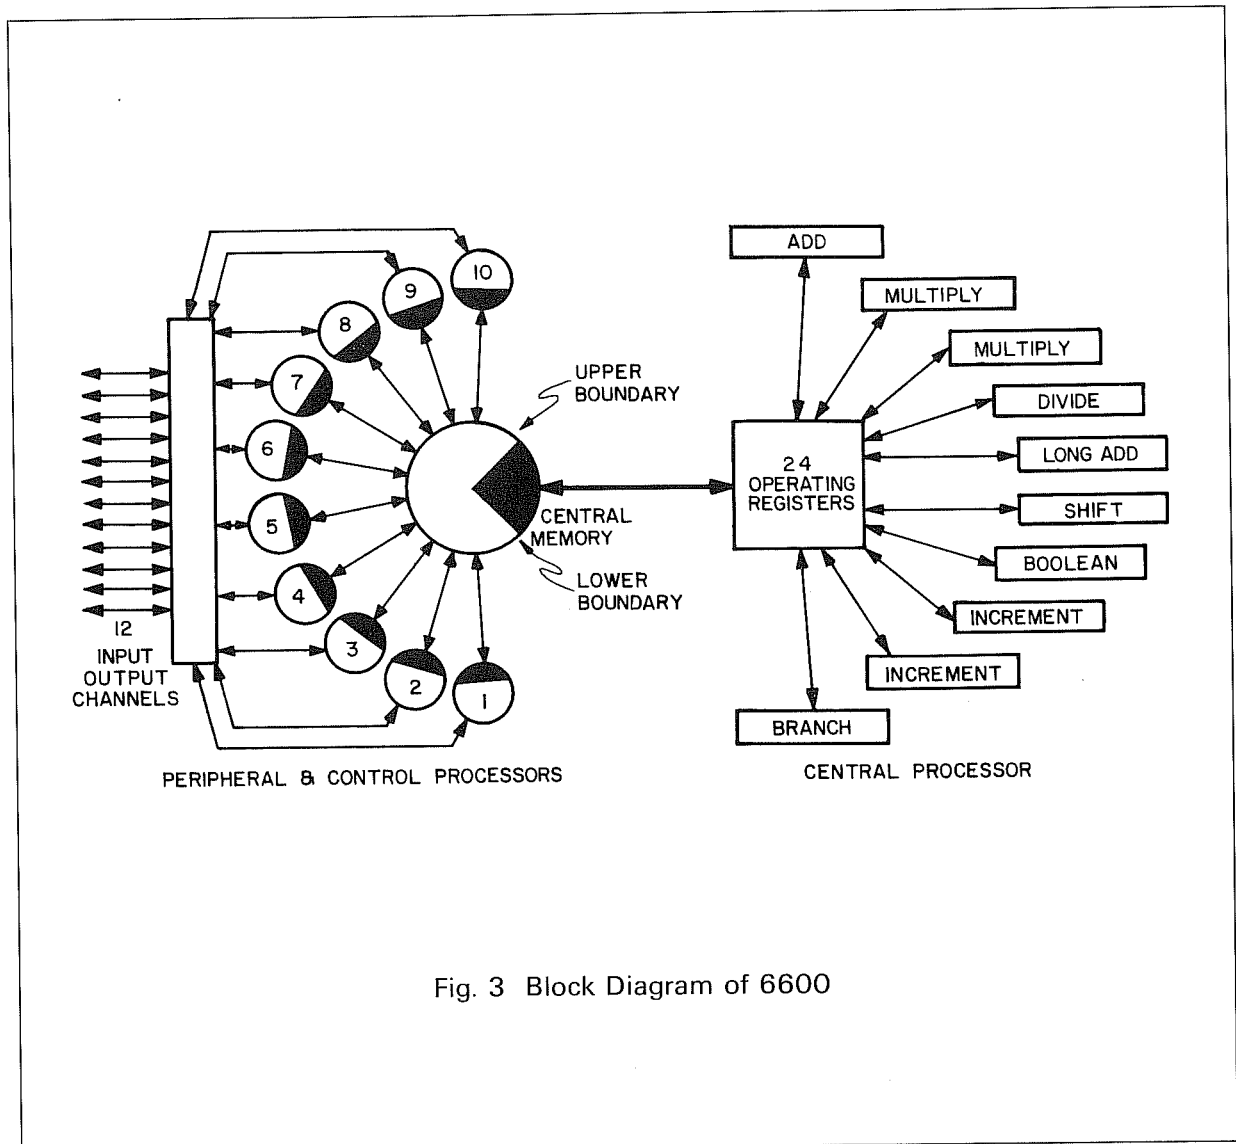 10
9
8
7
6
5
4
3
2
1
12
INPUT
OUTPUT
CHANNELS
UPPER
BOUNDARY
CENTRAL
MEMORY
LOWER
BOUNDARY
PERIPHERAL & CONTROL PROCESSORS
ADD
MULTIPLY
MULTIPLY
DIVIDE
LONG ADD
SHIFT
BOOLEAN
INCREMENT
INCREMENT
BRANCH
24
OPERATING
REGISTERS
CENTRAL PROCESSOR
Fig. 3 Block Diagram of 6600